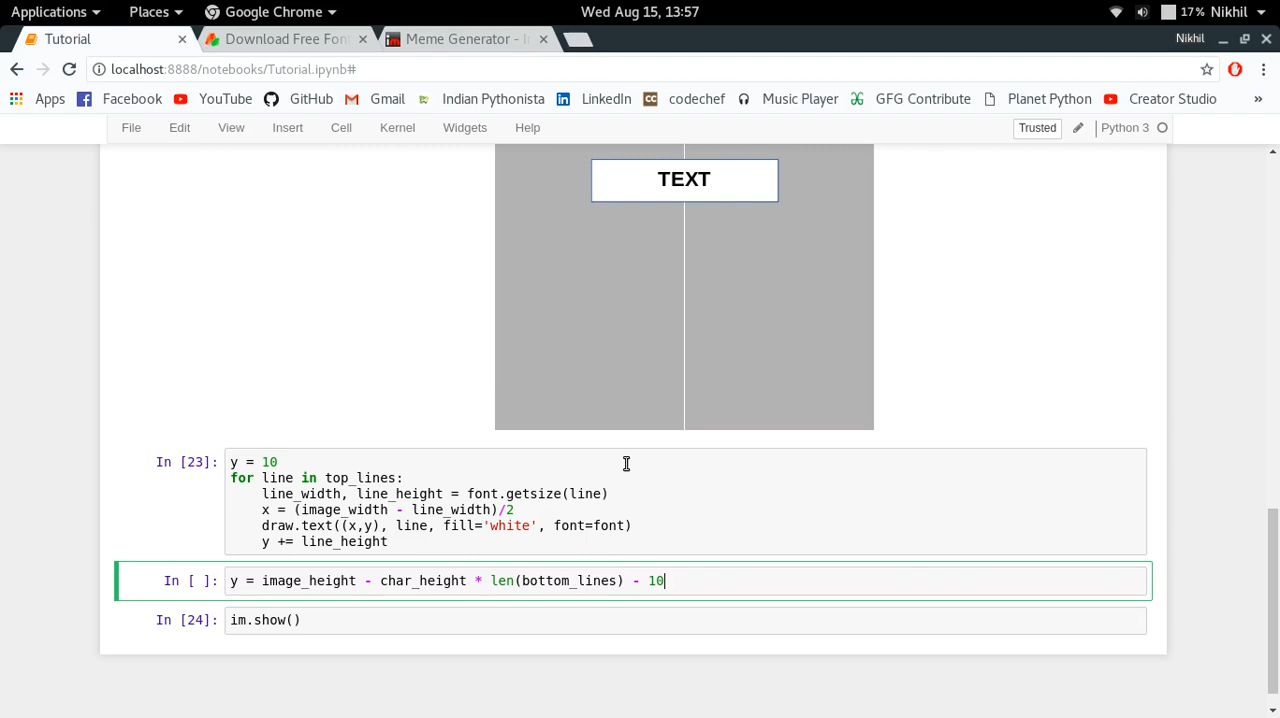 Applications Places Google Chrome Wed Aug 15, 13:57 17% Nikhil
Tutorial Download Free Font Meme Generator - I Nikhil
localhost:8888/notebooks/Tutorial.ipynb#
Apps Facebook YouTube GitHub Gmail Indian Pythonista LinkedIn codechef Music Player GFG Contribute Planet Python Creator Studio »
File Edit View Insert Cell Kernel Widgets Help Trusted Python 3
TEXT
In [23]: y = 10
for line in top_lines:
line_width, line_height = font.getsize(line)
x = (image_width - line_width)/2
draw.text((x,y), line, fill='white', font=font)
y += line_height
In [ ]: y = image_height - char_height * len(bottom_lines) - 10
In [24]: im.show()